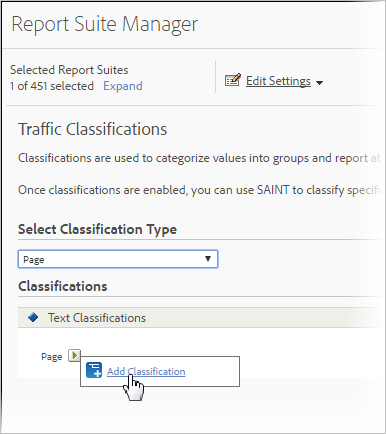 Report Suite Manager
Selected Report Suites
1 of 451 selected Expand
Edit Settings
Traffic Classifications
Classifications are used to categorize values into groups and report at
Once classifications are enabled, you can use SAINT to classify specifi
Select Classification Type
Page
Classifications
Text Classifications
Page
Add Classification